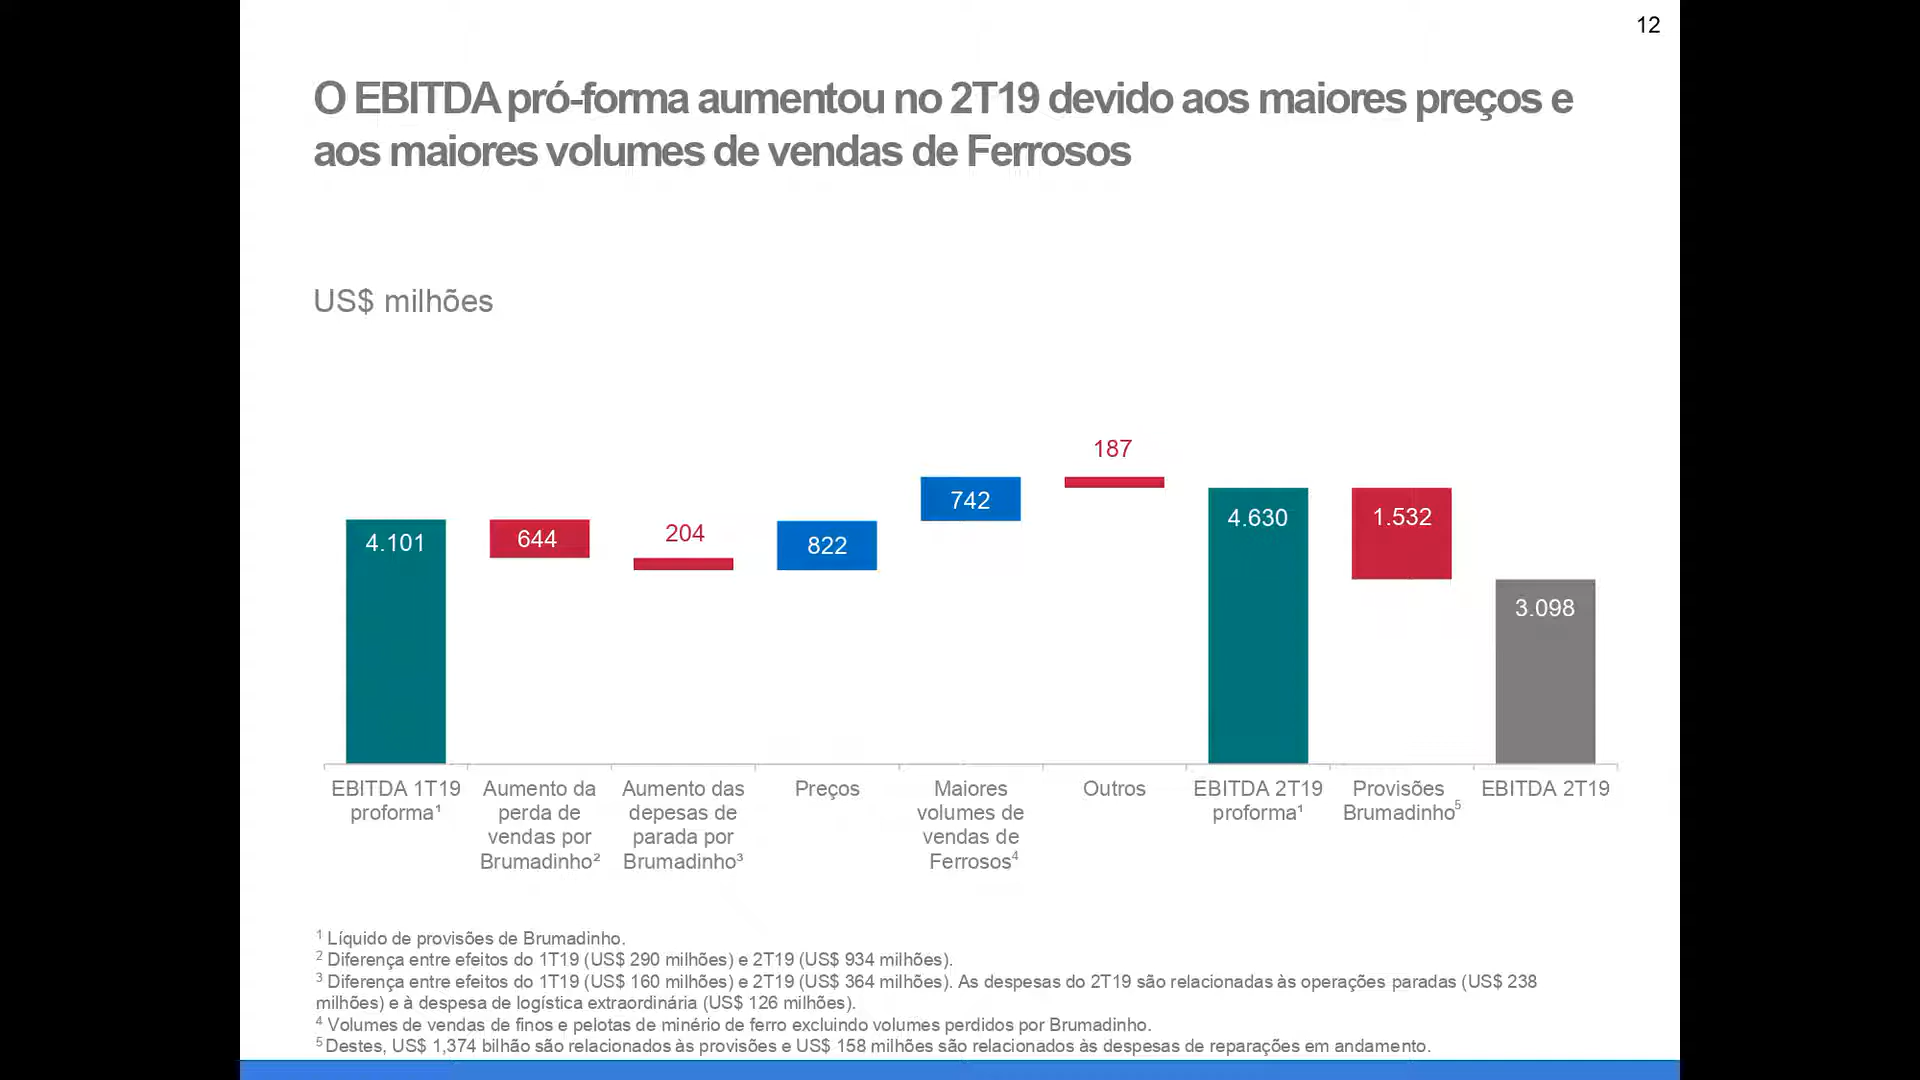 12
O EBITDA pró-forma aumentou no 2T19 devido aos maiores preços e
aos maiores volumes de vendas de Ferrosos
US$ milhões
4.101
644
204
822
742
187
4.630
1.532
3.098
EBITDA 1T19
proforma¹
Aumento da
perda de
vendas por
Brumadinho²
Aumento das
depesas de
parada por
Brumadinho³
Preços
Maiores
volumes de
vendas de
Ferrosos⁴
Outros
EBITDA 2T19
proforma¹
Provisões
Brumadinho⁵
EBITDA 2T19
¹ Líquido de provisões de Brumadinho.
² Diferença entre efeitos do 1T19 (US$ 290 milhões) e 2T19 (US$ 934 milhões).
³ Diferença entre efeitos do 1T19 (US$ 160 milhões) e 2T19 (US$ 364 milhões). As despesas do 2T19 são relacionadas às operações paradas (US$ 238
milhões) e à despesa de logística extraordinária (US$ 126 milhões).
⁴ Volumes de vendas de finos e pelotas de minério de ferro excluindo volumes perdidos por Brumadinho.
⁵ Destes, US$ 1,374 bilhão são relacionados às provisões e US$ 158 milhões são relacionados às despesas de reparações em andamento.